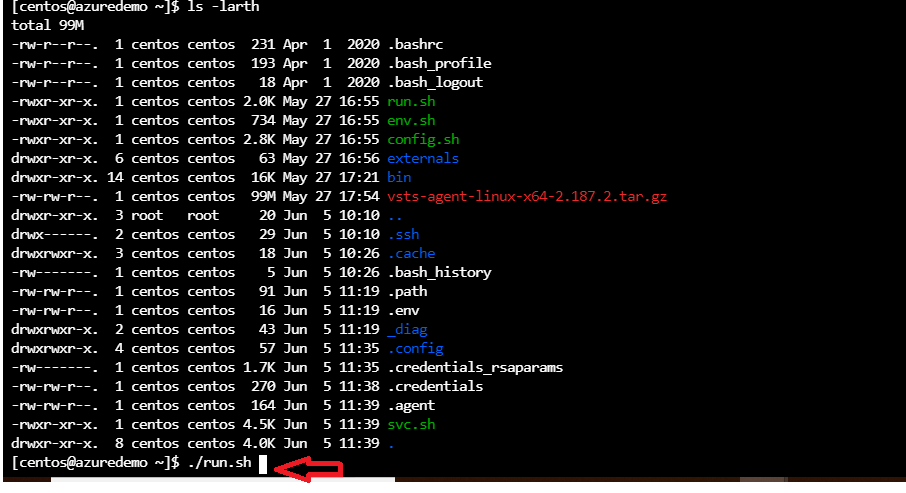 [centos@azuredemo ~]$ ls -larth
total 99M
-rw-r--r--.  1 centos centos  231 Apr  1  2020 .bashrc
-rw-r--r--.  1 centos centos  193 Apr  1  2020 .bash_profile
-rw-r--r--.  1 centos centos   18 Apr  1  2020 .bash_logout
-rwxr-xr-x.  1 centos centos 2.0K May 27 16:55 run.sh
-rwxr-xr-x.  1 centos centos  734 May 27 16:55 env.sh
-rwxr-xr-x.  1 centos centos 2.8K May 27 16:55 config.sh
drwxr-xr-x.  6 centos centos   63 May 27 16:56 externals
drwxr-xr-x. 14 centos centos  16K May 27 17:21 bin
-rw-rw-r--.  1 centos centos  99M May 27 17:54 vsts-agent-linux-x64-2.187.2.tar.gz
drwxr-xr-x.  3 root   root     20 Jun  5 10:10 ..
drwx------.  2 centos centos   29 Jun  5 10:10 .ssh
drwxrwxr-x.  3 centos centos   18 Jun  5 10:26 .cache
-rw-------.  1 centos centos    5 Jun  5 10:26 .bash_history
-rw-rw-r--.  1 centos centos   91 Jun  5 11:19 .path
-rw-rw-r--.  1 centos centos   16 Jun  5 11:19 .env
drwxrwxr-x.  2 centos centos   43 Jun  5 11:19 _diag
drwxrwxr-x.  4 centos centos   57 Jun  5 11:35 .config
-rw-------.  1 centos centos 1.7K Jun  5 11:35 .credentials_rsaparams
-rw-rw-r--.  1 centos centos  270 Jun  5 11:38 .credentials
-rw-rw-r--.  1 centos centos  164 Jun  5 11:39 .agent
-rwxr-xr-x.  1 centos centos 4.5K Jun  5 11:39 svc.sh
drwxr-xr-x.  8 centos centos 4.0K Jun  5 11:39 .
[centos@azuredemo ~]$ ./run.sh